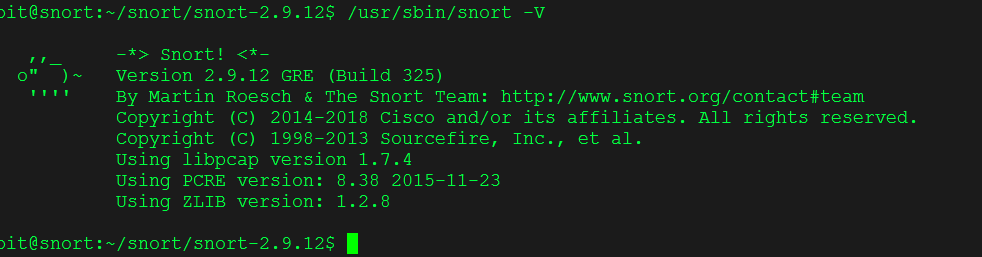 oit@snort:~/snort/snort-2.9.12$ /usr/sbin/snort -V
   ,,_     -*> Snort! <*-
  o"  )~   Version 2.9.12 GRE (Build 325)
   ''''    By Martin Roesch & The Snort Team: http://www.snort.org/contact#team
           Copyright (C) 2014-2018 Cisco and/or its affiliates. All rights reserved.
           Copyright (C) 1998-2013 Sourcefire, Inc., et al.
           Using libpcap version 1.7.4
           Using PCRE version: 8.38 2015-11-23
           Using ZLIB version: 1.2.8
oit@snort:~/snort/snort-2.9.12$